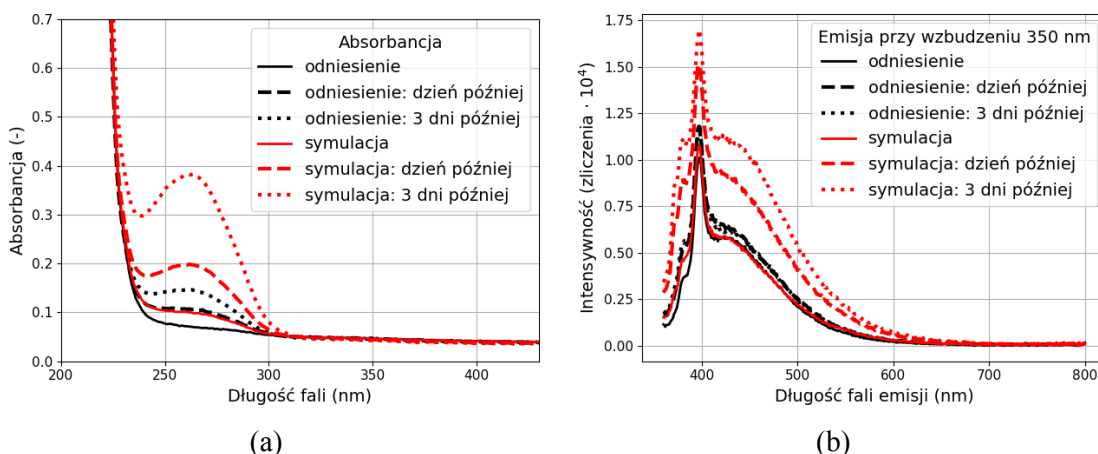 0.7
0.6
0.5
0.4
0.3
0.2
0.1
0.0
200
250
300
350
400
Absorbancja (-)
Długość fali (nm)
Absorbancja
odniesienie
odniesienie: dzień później
odniesienie: 3 dni później
symulacja
symulacja: dzień później
symulacja: 3 dni później
(a)
1.75
1.50
1.25
1.00
0.75
0.50
0.25
0.00
400
500
600
700
800
Intensywność (zliczenia · 10⁴)
Długość fali emisji (nm)
Emisja przy wzbudzeniu 350 nm
odniesienie
odniesienie: dzień później
odniesienie: 3 dni później
symulacja
symulacja: dzień później
symulacja: 3 dni później
(b)